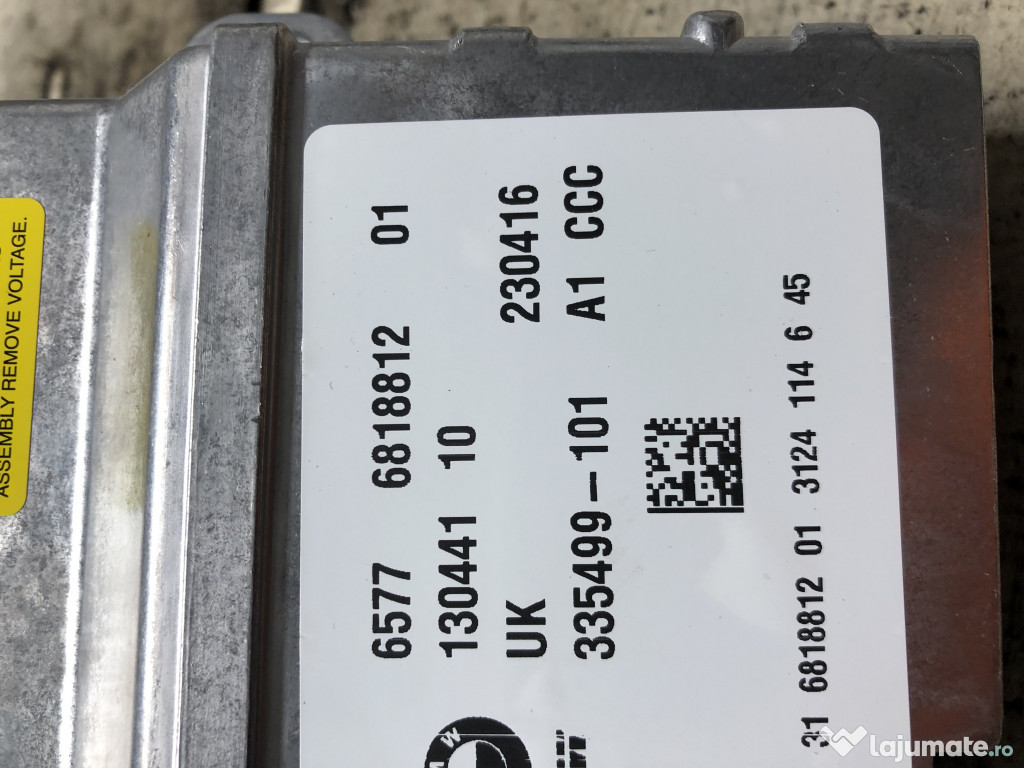 ASSEMBLY REMOVE VOLTAGE.
6577 6818812 01
130441 10
UK 230416
335499-101 A1 CCC
31 6818812 01 3124 114 6 45
lajumate.ro